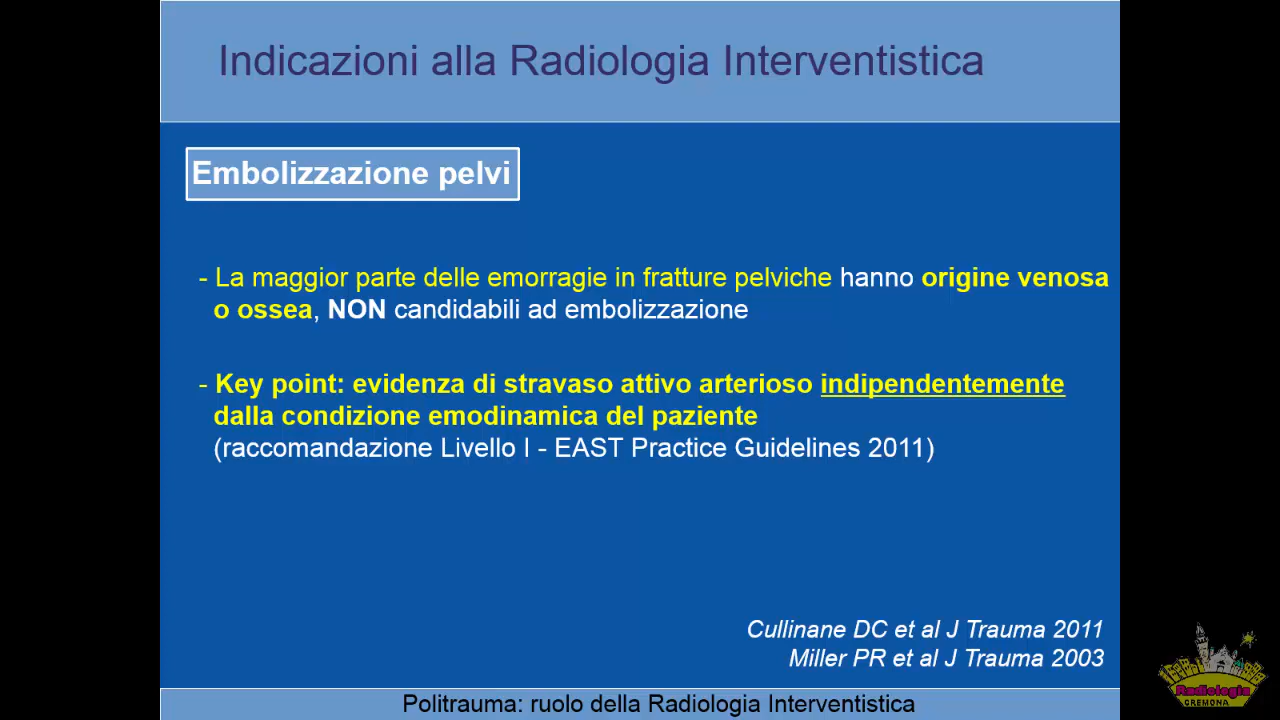 Indicazioni alla Radiologia Interventistica
Embolizzazione pelvi
- La maggior parte delle emorragie in fratture pelviche hanno origine venosa
o ossea, NON candidabili ad embolizzazione
- Key point: evidenza di stravaso attivo arterioso indipendentemente
dalla condizione emodinamica del paziente
(raccomandazione Livello I - EAST Practice Guidelines 2011)
Cullinane DC et al J Trauma 2011
Miller PR et al J Trauma 2003
Politrauma: ruolo della Radiologia Interventistica
Radiologia
CREMONA